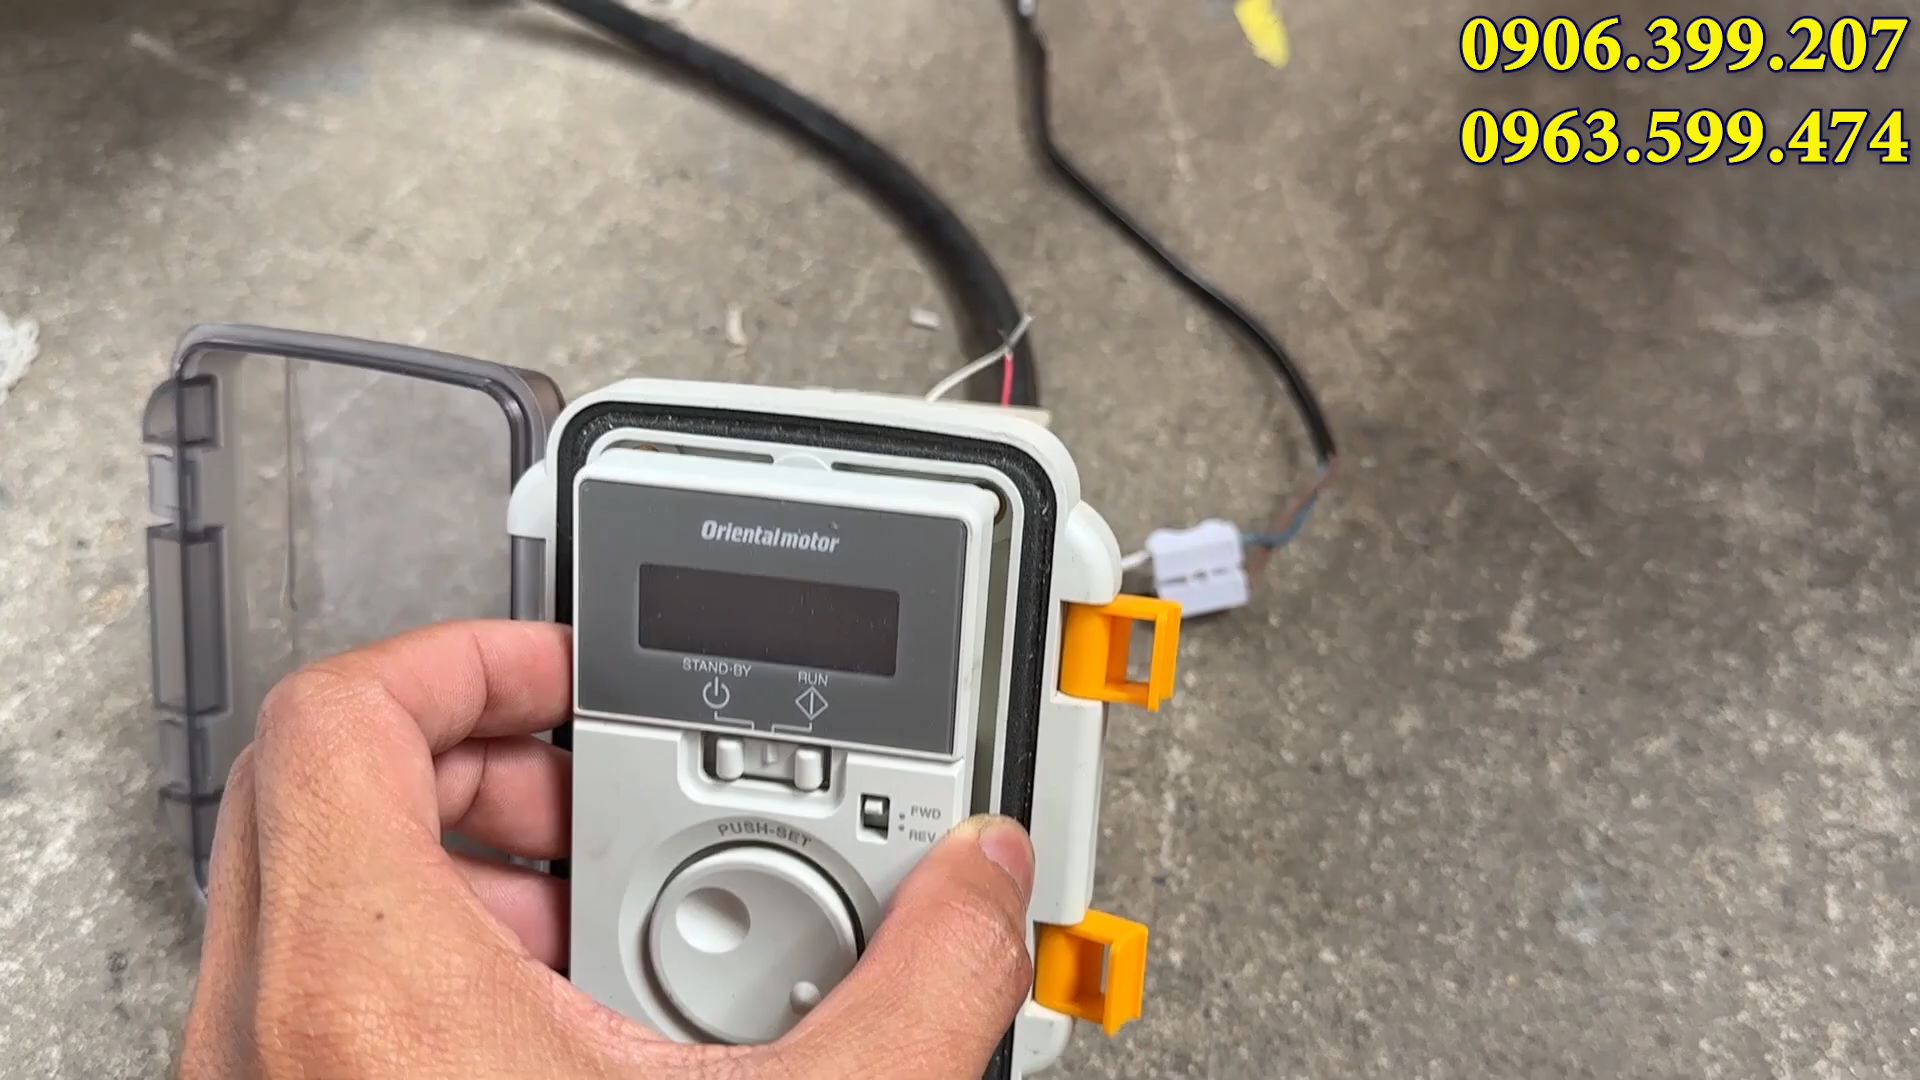 0906.399.207
0963.599.474
Orientalmotor
STAND-BY
RUN
FWD
REV
PUSH-SET